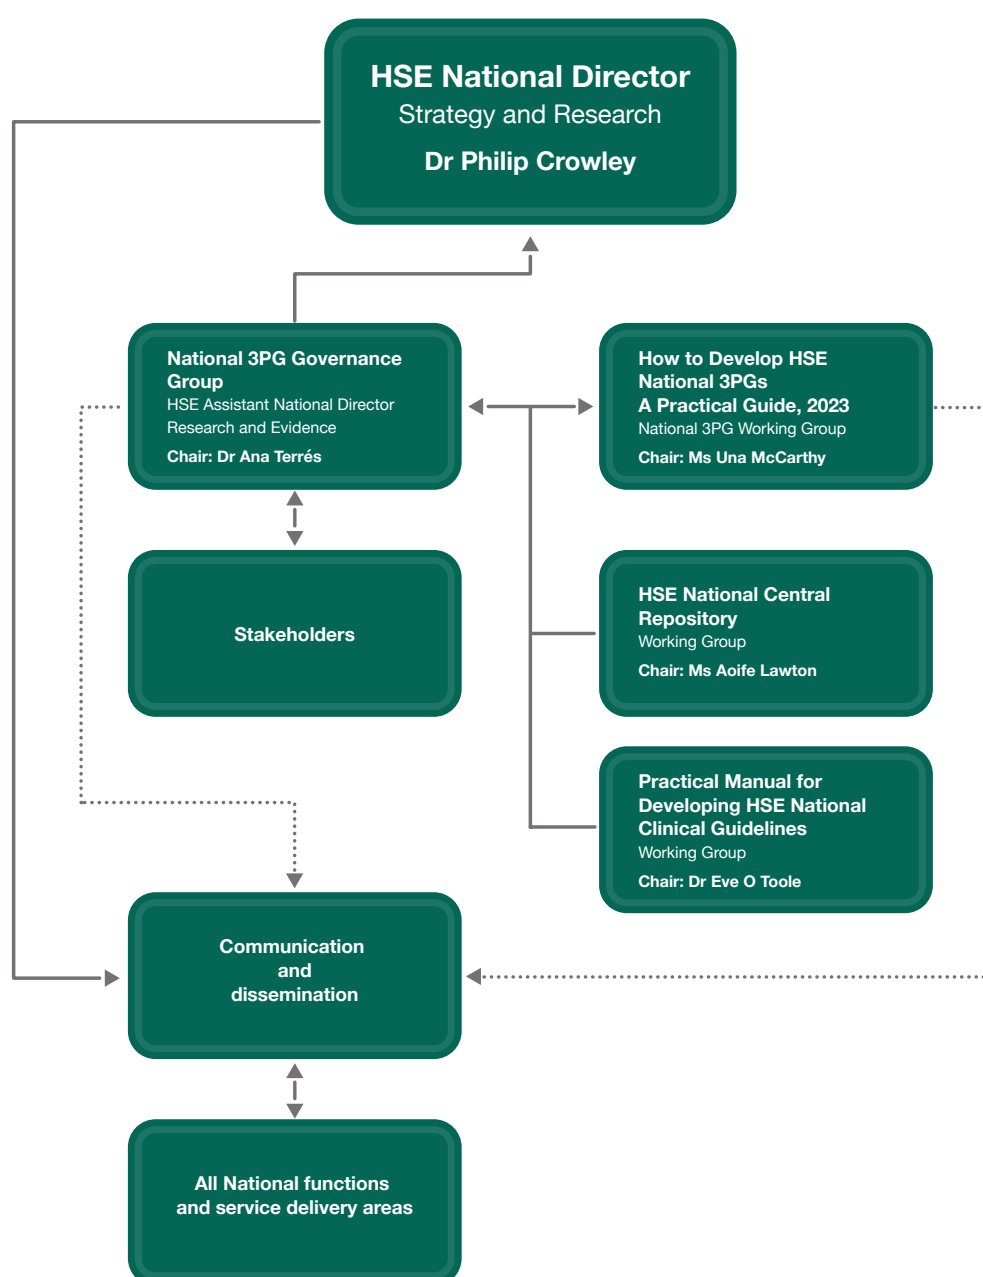 HSE National Director
Strategy and Research
Dr Philip Crowley
National 3PG Governance
Group
HSE Assistant National Director
Research and Evidence
Chair: Dr Ana Terrés
How to Develop HSE
National 3PGs
A Practical Guide, 2023
National 3PG Working Group
Chair: Ms Una McCarthy
Stakeholders
HSE National Central
Repository
Working Group
Chair: Ms Aoife Lawton
Practical Manual for
Developing HSE National
Clinical Guidelines
Working Group
Chair: Dr Eve O Toole
Communication
and
dissemination
All National functions
and service delivery areas